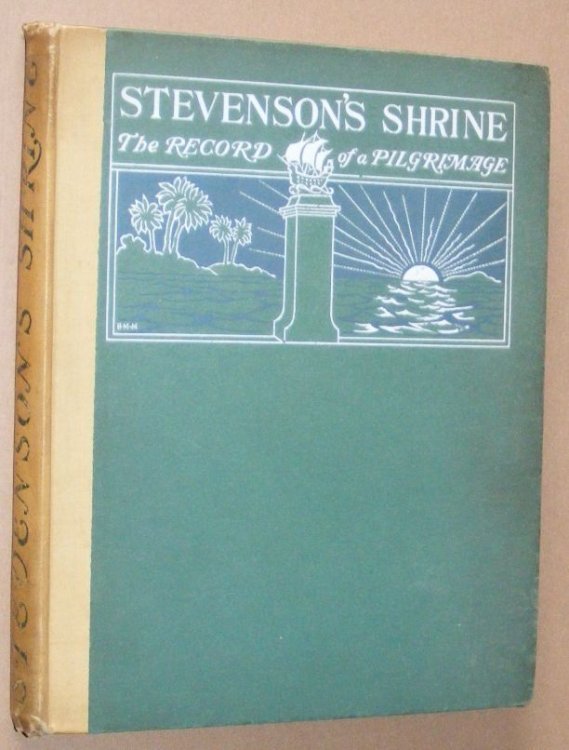 STEVENSON'S SHRINE
The RECORD of a PILGRIMAGE
H·M·H
STEVENSON'S SHRINE